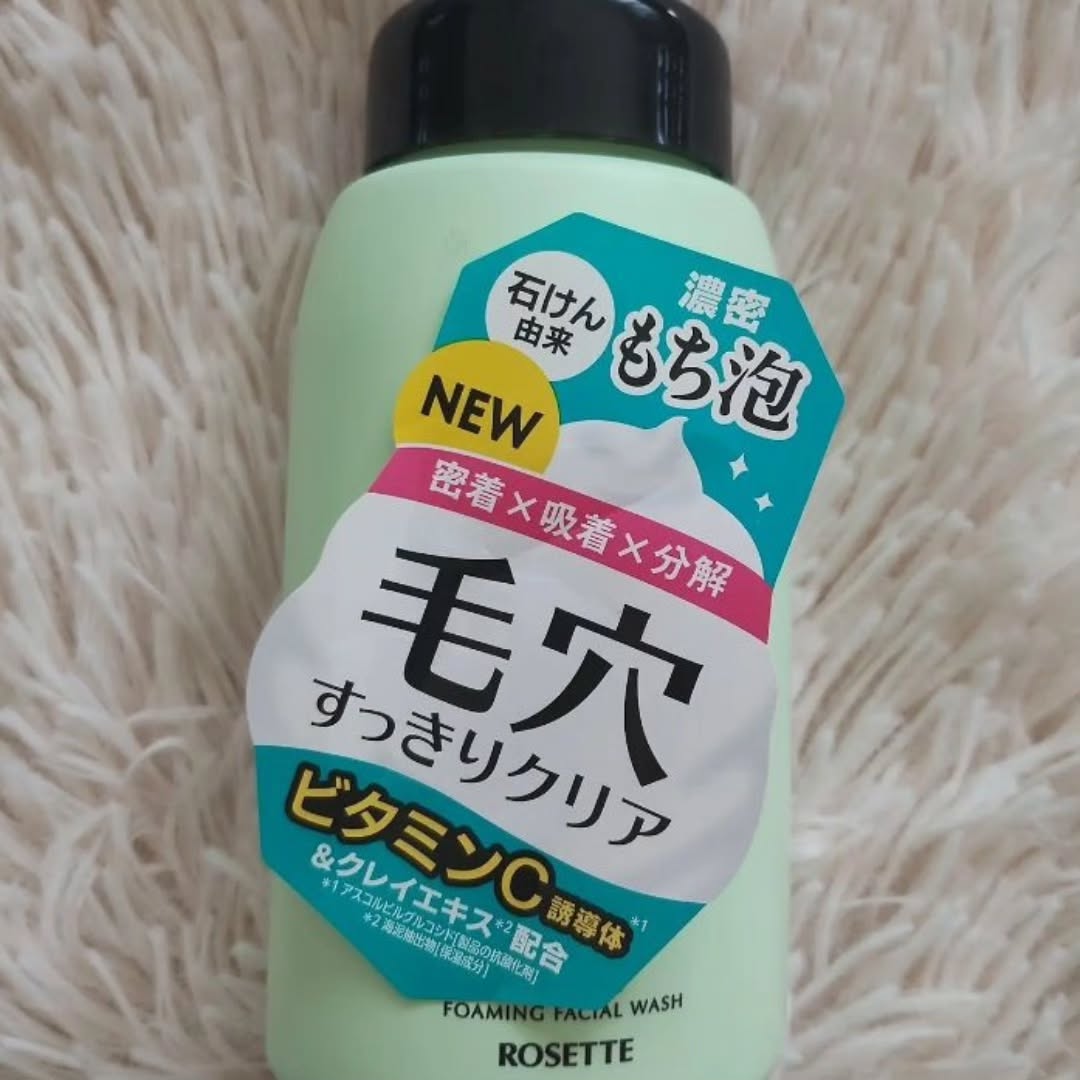 石けん
由来
濃密
もち泡
NEW
密着×吸着×分解
毛穴
すっきりクリア
ビタミンC誘導体*1
&クレイエキス*2配合
*1 アスコルビルグルコシド[製品の抗酸化剤]
*2 海泥抽出物[保湿成分]
FOAMING FACIAL WASH
ROSETTE